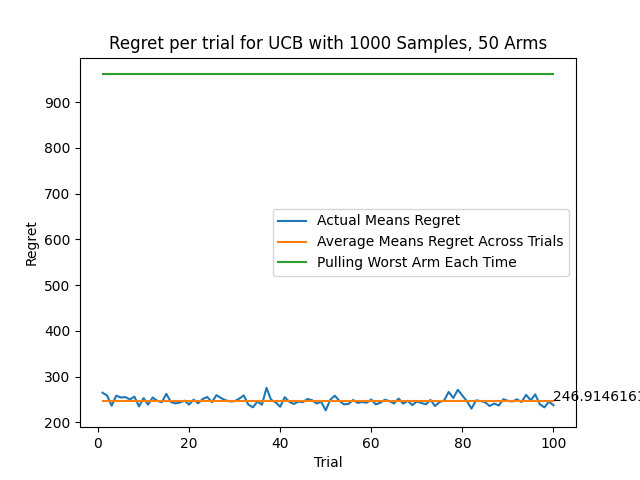 Regret per trial for UCB with 1000 Samples, 50 Arms
900
800
700
600
500
400
300
200
Regret
Actual Means Regret
Average Means Regret Across Trials
Pulling Worst Arm Each Time
246.9146161
0 20 40 60 80 100
Trial